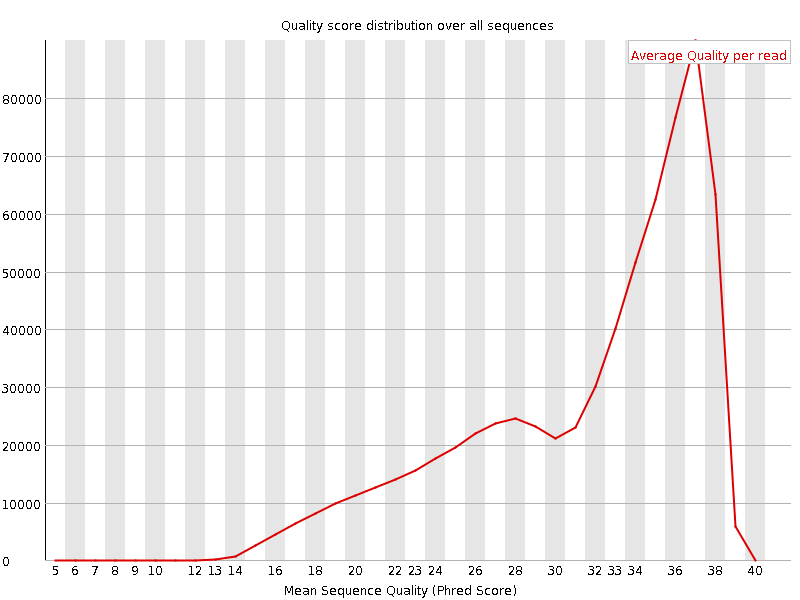 Quality score distribution over all sequences
Average Quality per read
80000
70000
60000
50000
40000
30000
20000
10000
0
5 6 7 8 9 10 12 13 14 16 18 20 22 23 24 26 28 30 32 33 34 36 38 40
Mean Sequence Quality (Phred Score)